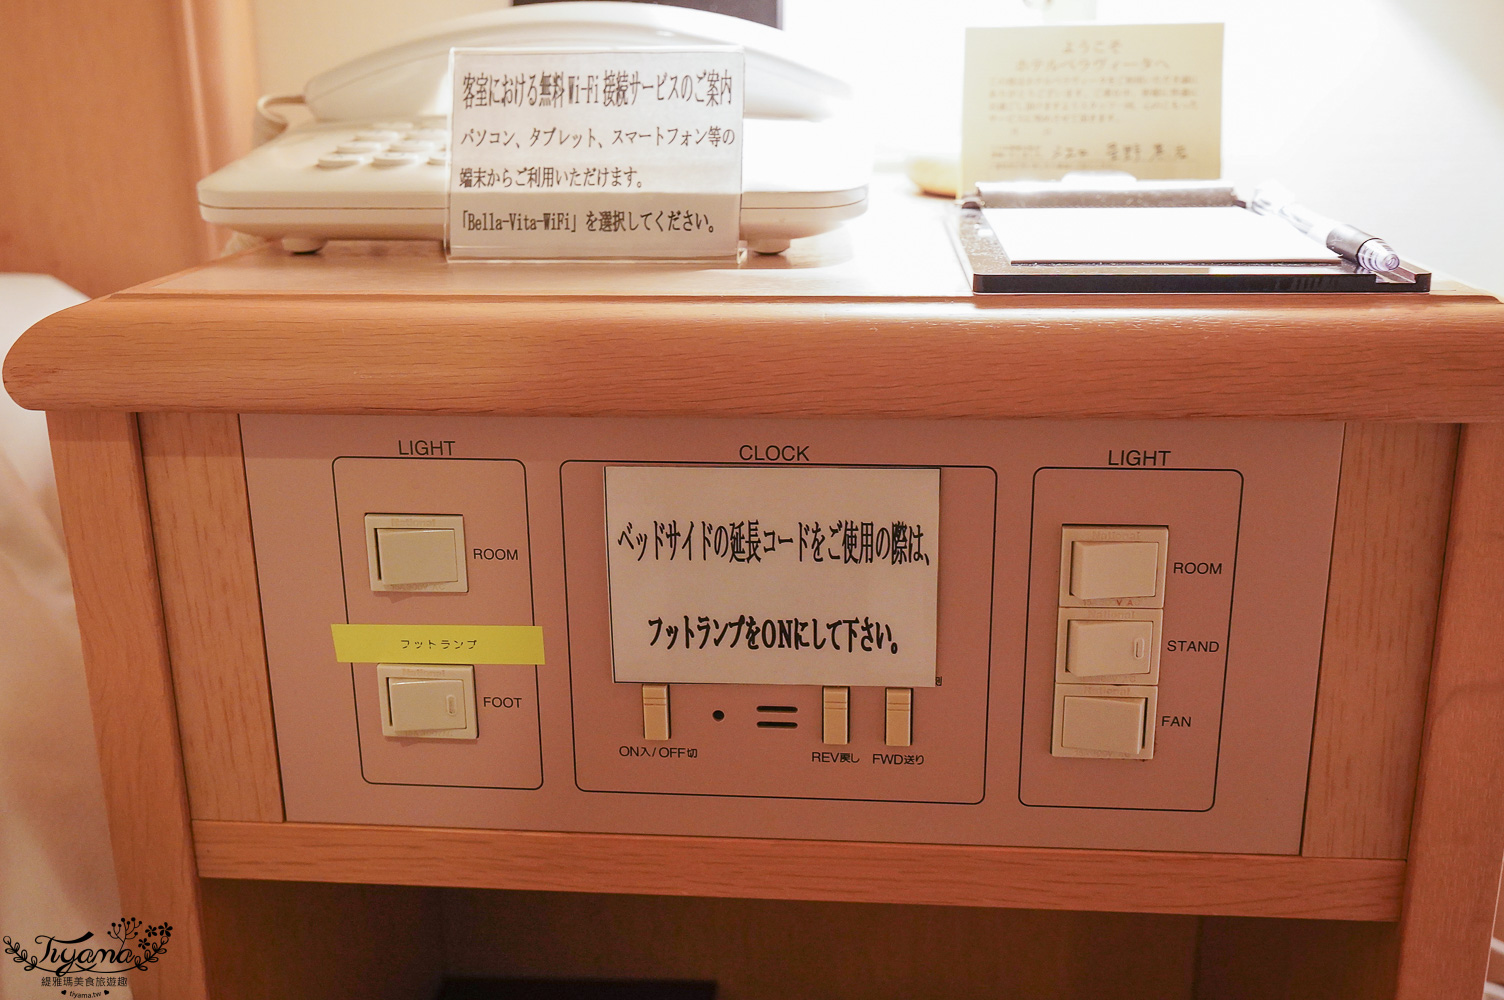 客室における無料Wi-Fi接続サービスのご案内
パソコン、タブレット、スマートフォン等の
端末からご利用いただけます。
「Bella-Vita-WiFi」を選択してください。
ようこそ
ホテルベラヴィータへ
LIGHT
National
ROOM
フットランプ
National
FOOT
CLOCK
ベッドサイドの延長コードをご使用の際は、
フットランプをONにして下さい。
刻
ON入/OFF切
REV戻し
FWD送り
LIGHT
National
ROOM
National
STAND
National
FAN
Tiyama
緹雅瑪美食旅遊趣
tiyama.tw